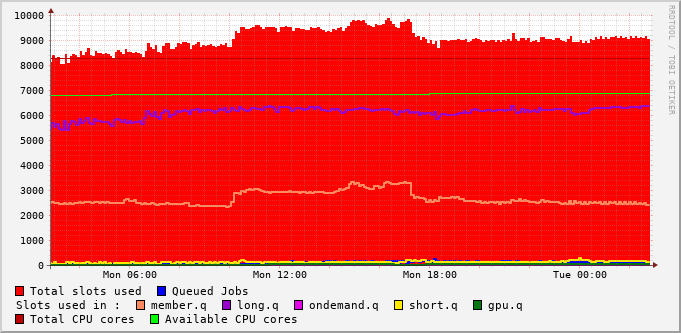 10000
9000
8000
7000
6000
5000
4000
3000
2000
1000
0
Mon 06:00 Mon 12:00 Mon 18:00 Tue 00:00
RRDTOOL / TOBI OETIKER
Total slots used Queued Jobs
Slots used in : member.q long.q ondemand.q short.q gpu.q
Total CPU cores Available CPU cores